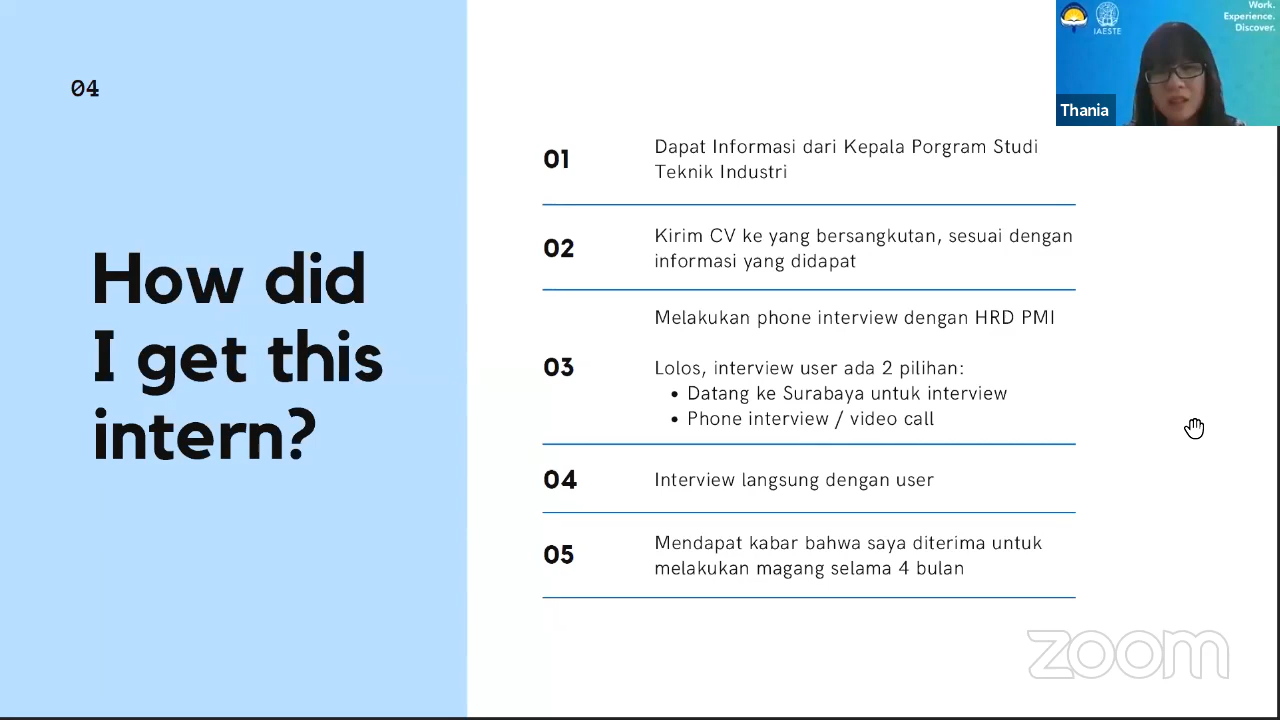 04
How did
I get this
intern?
01
Dapat Informasi dari Kepala Porgram Studi
Teknik Industri
02
Kirim CV ke yang bersangkutan, sesuai dengan
informasi yang didapat
03
Melakukan phone interview dengan HRD PMI
Lolos, interview user ada 2 pilihan:
• Datang ke Surabaya untuk interview
• Phone interview / video call
04
Interview langsung dengan user
05
Mendapat kabar bahwa saya diterima untuk
melakukan magang selama 4 bulan
IAESTE
Work.
Experience.
Discover.
Thania
zoom